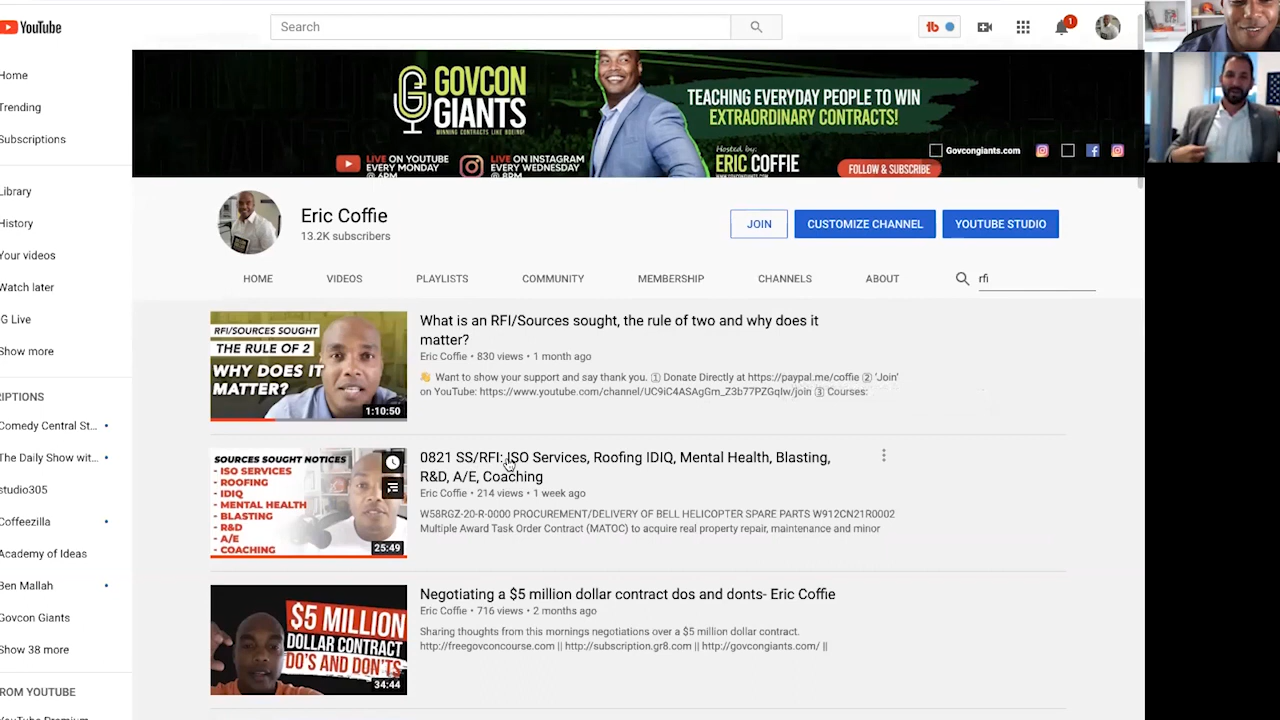 YouTube
Search
1
Home
Trending
Subscriptions
Library
History
Your videos
Watch later
G Live
Show more
RIPTIONS
Comedy Central St...
The Daily Show wit...
studio305
Coffeezilla
Academy of Ideas
Ben Mallah
Govcon Giants
Show 38 more
FROM YOUTUBE
GOVCON
GIANTS
WINNING CONTRACTS LIKE BOEING!
LIVE ON YOUTUBE
EVERY MONDAY
@ 6PM
LIVE ON INSTAGRAM
EVERY WEDNESDAY
@ 8PM
TEACHING EVERYDAY PEOPLE TO WIN
EXTRAORDINARY CONTRACTS!
Hosted by:
ERIC COFFIE
WWW.GOVCONGIANTS.COM
Govcongiants.com
FOLLOW & SUBSCRIBE
Eric Coffie
13.2K subscribers
JOIN
CUSTOMIZE CHANNEL
YOUTUBE STUDIO
HOME VIDEOS PLAYLISTS COMMUNITY MEMBERSHIP CHANNELS ABOUT rfi
RFI/SOURCES SOUGHT
THE RULE OF 2
WHY DOES IT
MATTER?
1:10:50
What is an RFI/Sources sought, the rule of two and why does it
matter?
Eric Coffie • 830 views • 1 month ago
👋 Want to show your support and say thank you. ① Donate Directly at https://paypal.me/coffie ② 'Join'
on YouTube: https://www.youtube.com/channel/UC9iC4ASAgGm_Z3b77PZGqIw/join ③ Courses:
SOURCES SOUGHT NOTICES
- ISO SERVICES
- ROOFING
- IDIQ
- MENTAL HEALTH
- BLASTING
- R&D
- A/E
- COACHING
25:49
0821 SS/RFI: ISO Services, Roofing IDIQ, Mental Health, Blasting,
R&D, A/E, Coaching
Eric Coffie • 214 views • 1 week ago
W58RGZ-20-R-0000 PROCUREMENT/DELIVERY OF BELL HELICOPTER SPARE PARTS W912CN21R0002
Multiple Award Task Order Contract (MATOC) to acquire real property repair, maintenance and minor
$5 MILLION
DOLLAR CONTRACT
DO'S AND DON'TS
34:44
Negotiating a $5 million dollar contract dos and donts- Eric Coffie
Eric Coffie • 716 views • 2 months ago
Sharing thoughts from this mornings negotiations over a $5 million dollar contract.
http://freegovconcourse.com || http://subscription.gr8.com || http://govcongiants.com/ ||